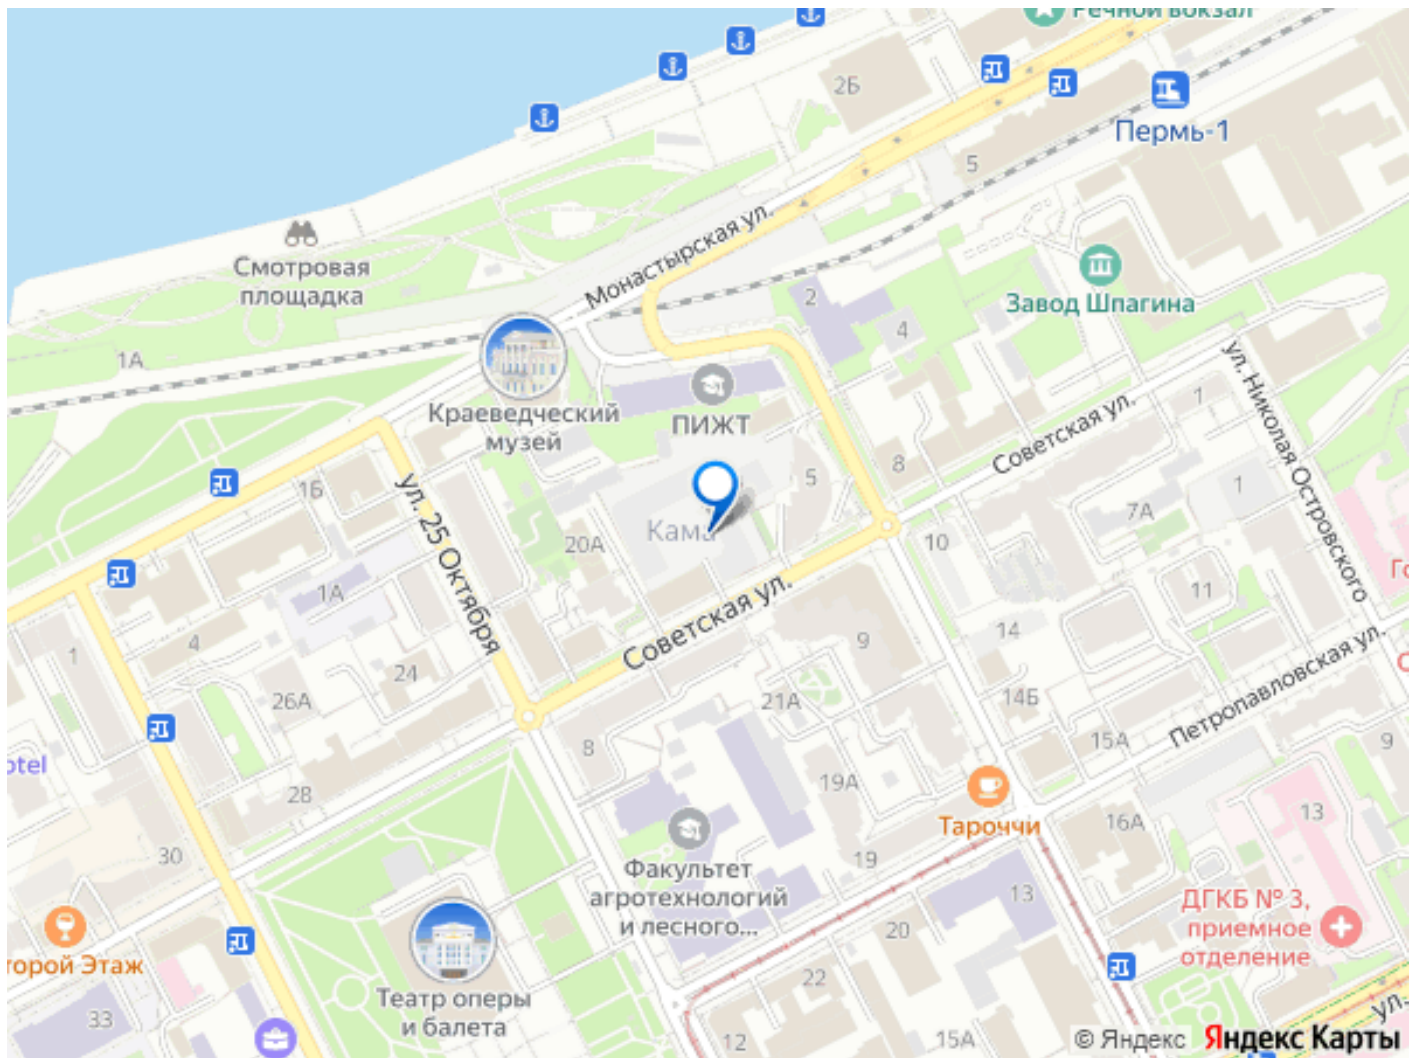 Речной вокзал
2Б
Пермь-1
5
Монастырская ул.
Смотровая
площадка
2
4
Завод Шпагина
1А
Краеведческий
музей
ПИЖТ
ул. Николая Островского
Советская ул.
1
8
5
1
1Б
ул. 25 Октября
Кама
20А
7А
10
1А
11
Советская ул.
4
1
24
26А
9
14
14Б
21А
Петропавловская ул.
15А
9
8
otel
28
19А
13
Тароччи
16А
30
19
Факультет
агротехнологий
и лесного...
13
ДГКБ № 3,
приемное
отделение
20
торой Этаж
22
Театр оперы
и балета
33
12
15А
ул.
© Яндекс Яндекс Карты